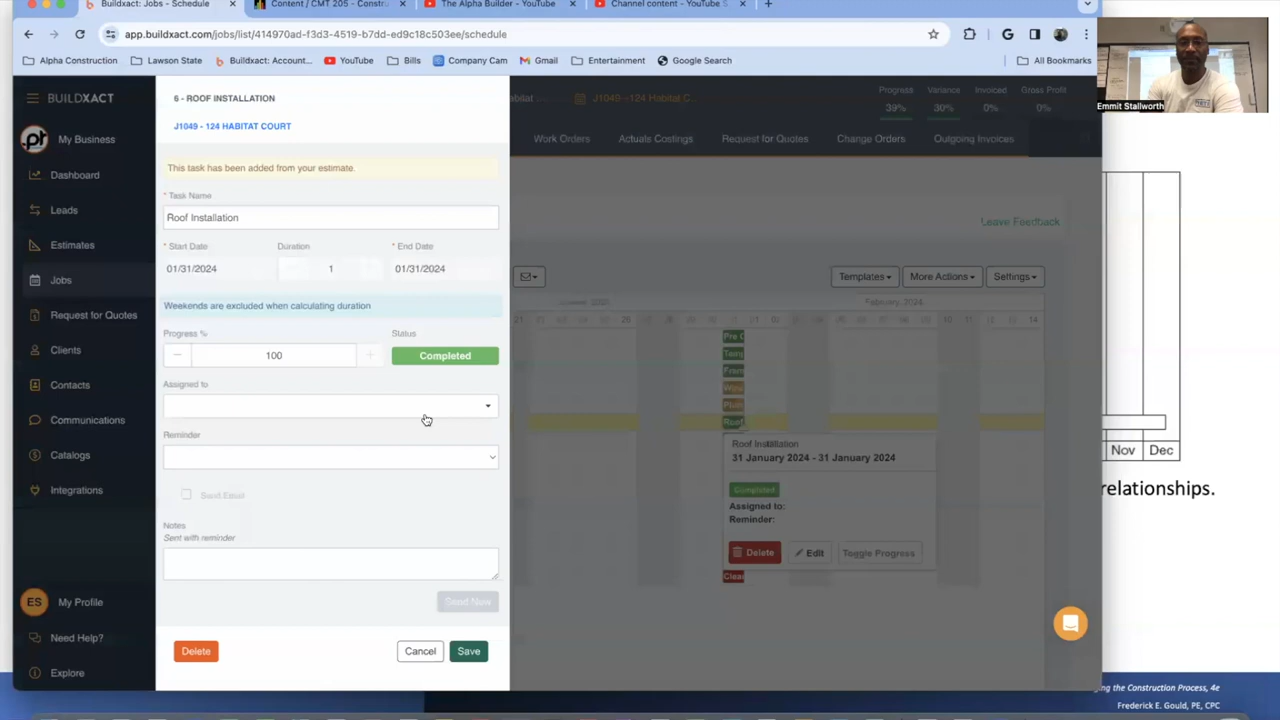 Buildxact: Jobs - Schedule
Content / CMT 205 - Constru
The Alpha Builder - YouTube
Channel content - YouTube S
app.buildxact.com/jobs/list/414970ad-f3d3-4519-b7dd-ed9c18c503ee/schedule
Alpha Construction
Lawson State
Buildxact: Account...
YouTube
Bills
Company Cam
Gmail
Entertainment
Google Search
All Bookmarks
Emmit Stallworth
BUILDXACT
My Business
Dashboard
Leads
Estimates
Jobs
Request for Quotes
Clients
Contacts
Communications
Catalogs
Integrations
ES
My Profile
Need Help?
Explore
6 - ROOF INSTALLATION
J1049 - 124 HABITAT COURT
This task has been added from your estimate.
* Task Name
Roof Installation
* Start Date
Duration
* End Date
01/31/2024
1
01/31/2024
Weekends are excluded when calculating duration
Progress %
Status
100
Completed
Assigned to
Reminder
Send Email
Notes
Sent with reminder
Send Now
Delete
Cancel
Save
abitat ...
J1049 - 124 Habitat C...
Progress
Variance
Invoiced
Gross Profit
39%
30%
0%
0%
Work Orders
Actuals Costings
Request for Quotes
Change Orders
Outgoing Invoices
Leave Feedback
Templates
More Actions
Settings
February, 2024
Pre C
Fram
Roof
Roof Installation
31 January 2024 - 31 January 2024
Completed
Assigned to:
Reminder:
Delete
Edit
Toggle Progress
Clea
Nov
Dec
relationships.
ng the Construction Process, 4e
Frederick E. Gould, PE, CPC